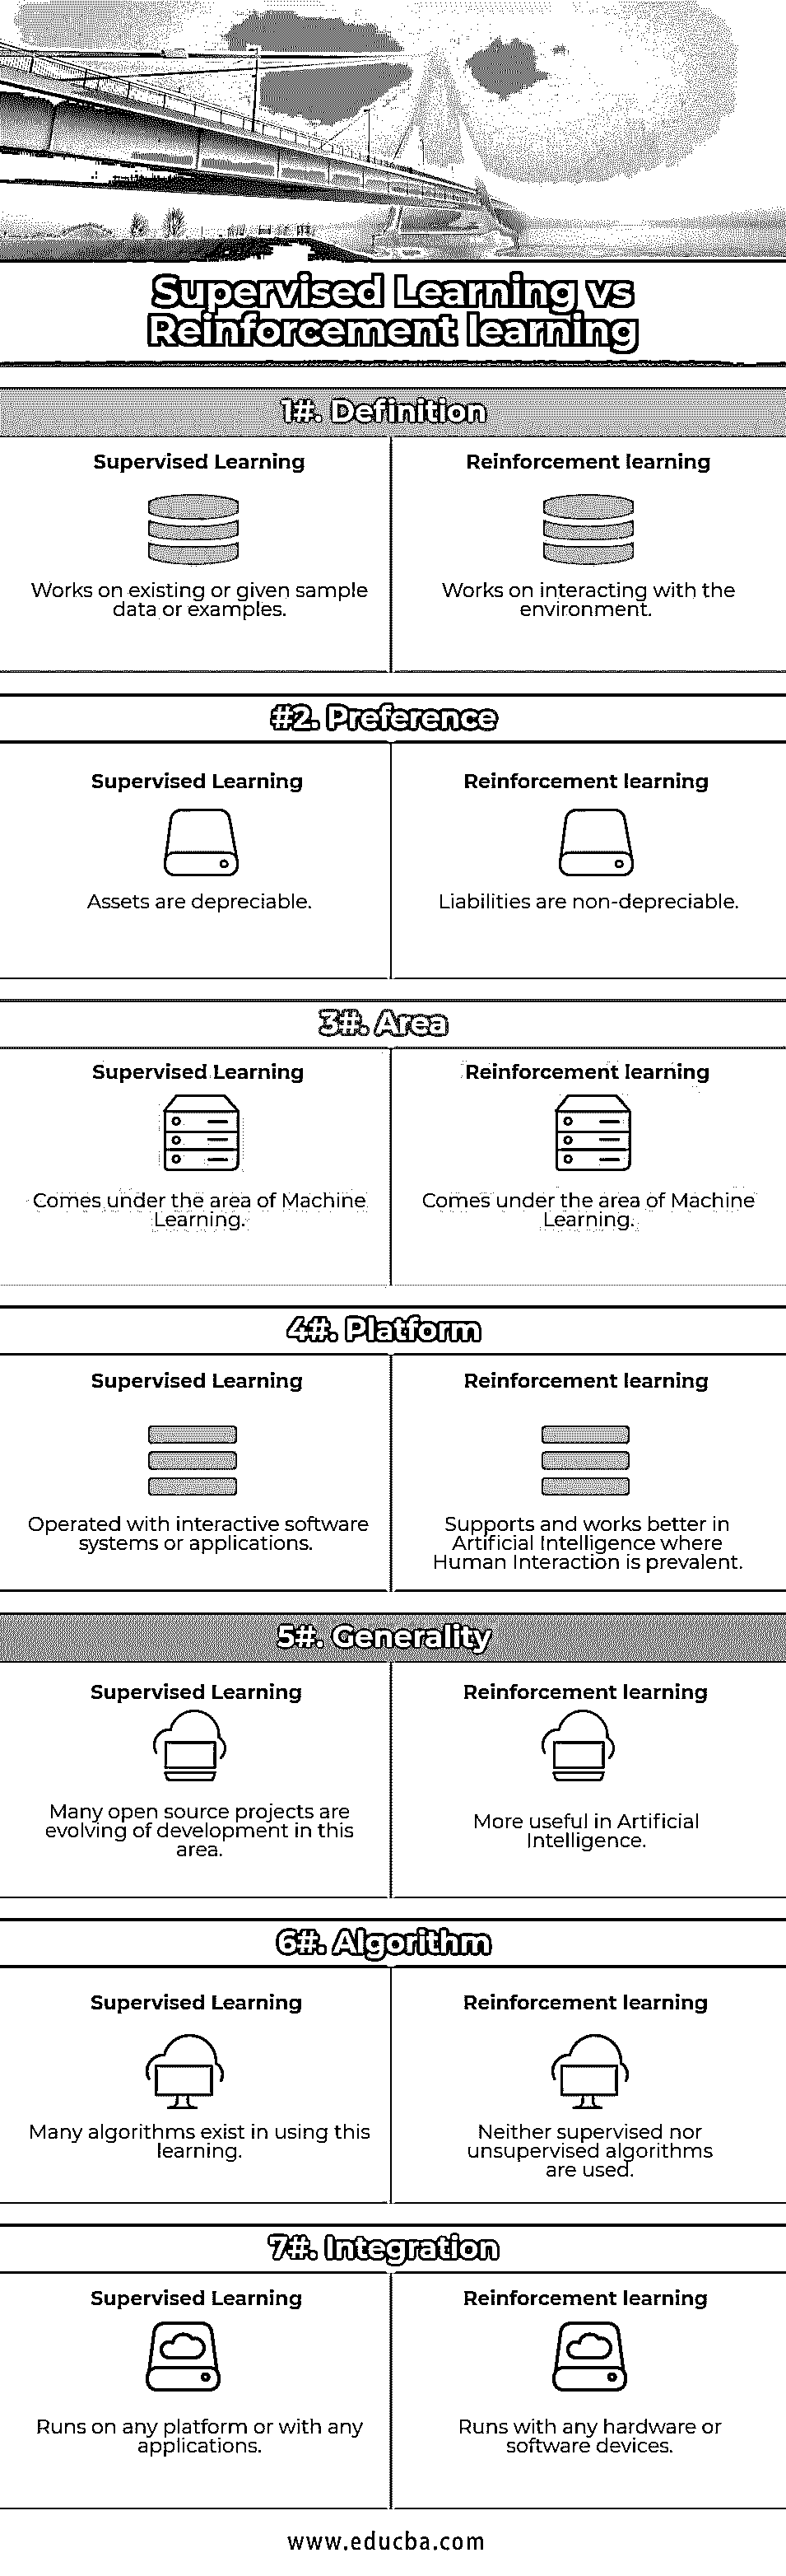 Supervised Learning vs
Reinforcement learning
1#. Definition
Supervised Learning
Works on existing or given sample
data or examples.
Reinforcement learning
Works on interacting with the
environment.
#2. Preference
Supervised Learning
Assets are depreciable.
Reinforcement learning
Liabilities are non-depreciable.
3#. Area
Supervised Learning
Comes under the area of Machine
Learning.
Reinforcement learning
Comes under the area of Machine
Learning.
4#. Platform
Supervised Learning
Operated with interactive software
systems or applications.
Reinforcement learning
Supports and works better in
Artificial Intelligence where
Human Interaction is prevalent.
5#. Generality
Supervised Learning
Many open source projects are
evolving of development in this
area.
Reinforcement learning
More useful in Artificial
Intelligence.
6#. Algorithm
Supervised Learning
Many algorithms exist in using this
learning.
Reinforcement learning
Neither supervised nor
unsupervised algorithms
are used.
7#. Integration
Supervised Learning
Runs on any platform or with any
applications.
Reinforcement learning
Runs with any hardware or
software devices.
www.educba.com